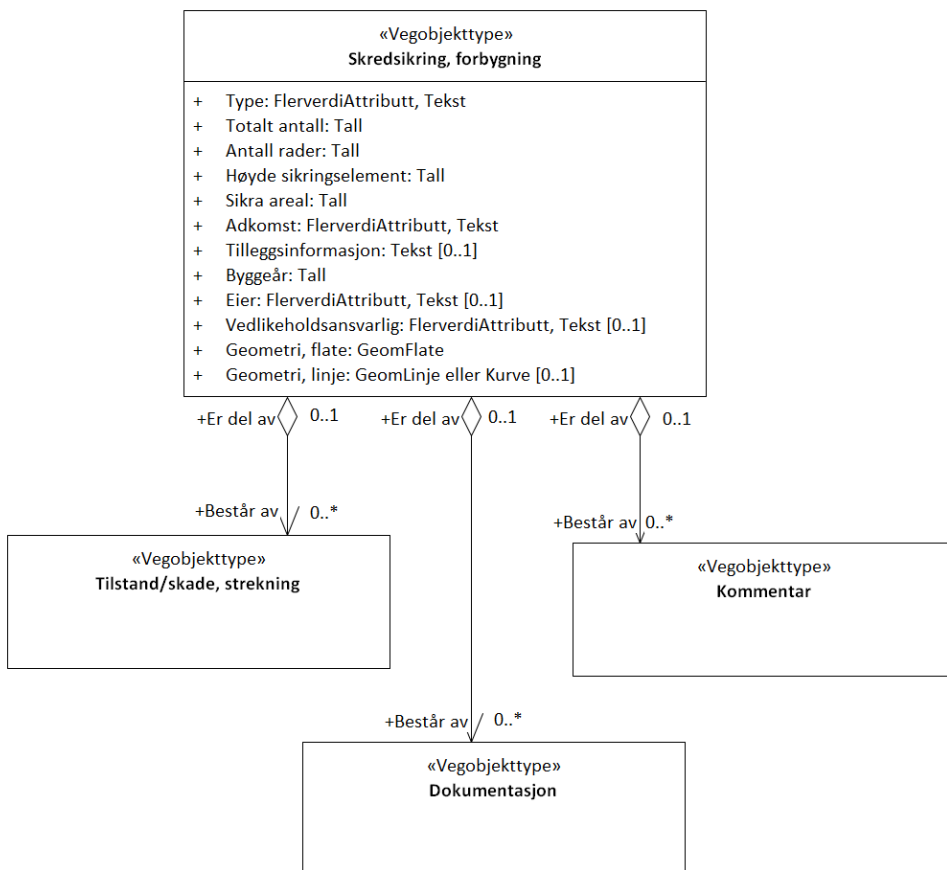 «Vegobjekttype»
Skredsikring, forbygning
+ Type: FlerverdiAttributt, Tekst
+ Totalt antall: Tall
+ Antall rader: Tall
+ Høyde sikringselement: Tall
+ Sikra areal: Tall
+ Adkomst: FlerverdiAttributt, Tekst
+ Tilleggsinformasjon: Tekst [0..1]
+ Byggeår: Tall
+ Eier: FlerverdiAttributt, Tekst [0..1]
+ Vedlikeholdsansvarlig: FlerverdiAttributt, Tekst [0..1]
+ Geometri, flate: GeomFlate
+ Geometri, linje: GeomLinje eller Kurve [0..1]
+Er del av 0..1 +Er del av 0..1 +Er del av 0..1
+Består av 0..*
+Består av 0..*
«Vegobjekttype»
Tilstand/skade, strekning
«Vegobjekttype»
Kommentar
+Består av 0..*
«Vegobjekttype»
Dokumentasjon